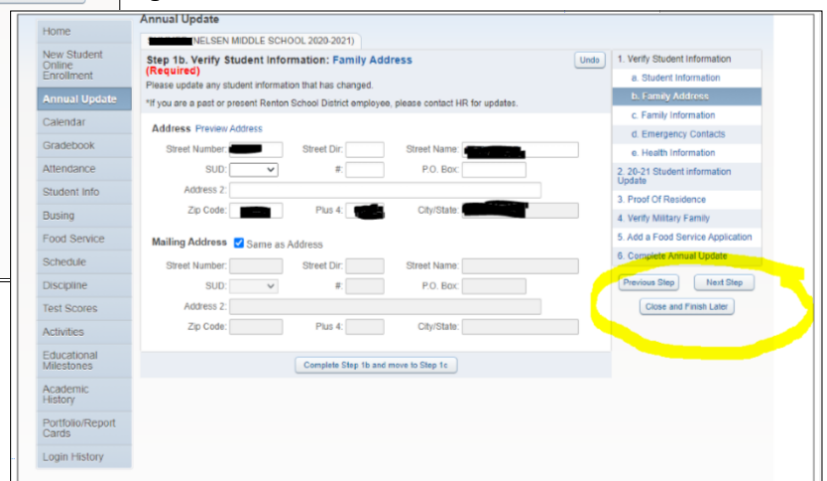 Annual Update
Home
New Student
Online
Enrollment
Annual Update
Calendar
Gradebook
Attendance
Student Info
Busing
Food Service
Schedule
Discipline
Test Scores
Activities
Educational
Milestones
Academic
History
Portfolio/Report
Cards
Login History
(NELSEN MIDDLE SCHOOL 2020-2021)
Step 1b. Verify Student Information: Family Address
(Required)
Undo
Please update any student information that has changed.
*If you are a past or present Renton School District employee, please contact HR for updates.
Address Preview Address
Street Number: Street Dir: Street Name:
SUD: #: P.O. Box:
Address 2:
Zip Code: Plus 4: City/State:
Mailing Address Same as Address
Street Number: Street Dir: Street Name:
SUD: #: P.O. Box:
Address 2:
Zip Code: Plus 4: City/State:
Complete Step 1b and move to Step 1c
1. Verify Student Information
a. Student Information
b. Family Address
c. Family Information
d. Emergency Contacts
e. Health Information
2. 20-21 Student information
Update
3. Proof Of Residence
4. Verify Military Family
5. Add a Food Service Application
6. Complete Annual Update
Previous Step Next Step
Close and Finish Later